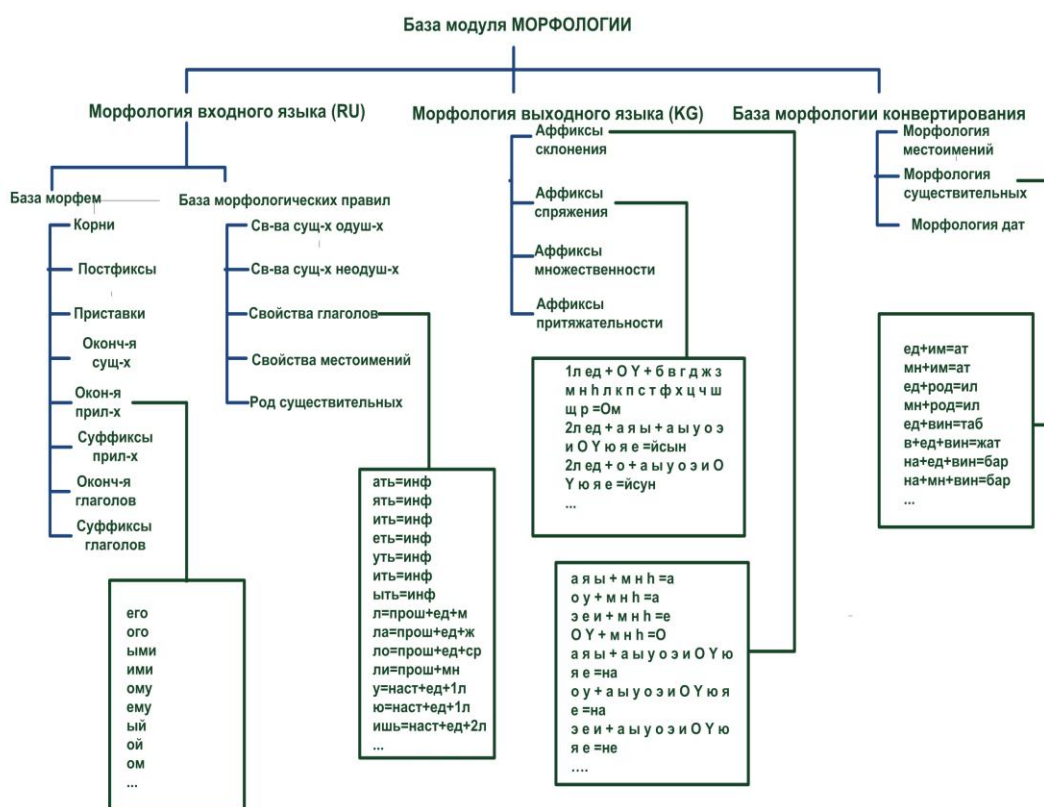 База модуля МОРФОЛОГИИ
Морфология входного языка (RU)
База морфем
Корни
Постфиксы
Приставки
Оконч-я
сущ-х
Окон-я
прил-х
Суффиксы
прил-х
Оконч-я
глаголов
Суффиксы
глаголов
его
ого
ыми
ими
ому
ему
ый
ой
ом
...
База морфологических правил
Св-ва сущ-х одуш-х
Св-ва сущ-х неодуш-х
Свойства глаголов
Свойства местоимений
Род существительных
ать=инф
ять=инф
ить=инф
еть=инф
уть=инф
ить=инф
ыть=инф
л=прош+ед+м
ла=прош+ед+ж
ло=прош+ед+ср
ли=прош+мн
у=наст+ед+1л
ю=наст+ед+1л
ишь=наст+ед+2л
...
Морфология выходного языка (KG)
Аффиксы
склонения
Аффиксы
спряжения
Аффиксы
множественности
Аффиксы
притяжательности
1л ед + O Y + б в г д ж з
м н h л к п с т ф х ц ч ш
щ р =Ом
2л ед + а я ы + а ы у о э
и O Y ю я е =йсын
2л ед + о + а ы у о э и O
Y ю я е =йсун
...
а я ы + м н h =а
о у + м н h =а
э е и + м н h =е
O Y + м н h =О
а я ы + а ы у о э и O Y ю
я е =на
о у + а ы у о э и O Y ю я
е =на
э е и + а ы у о э и O Y ю
я е =не
....
База морфологии конвертирования
Морфология
местоимений
Морфология
существительных
Морфология дат
ед+им=ат
мн+им=ат
ед+род=ил
мн+род=ил
ед+вин=таб
в+ед+вин=жат
на+ед+вин=бар
на+мн+вин=бар
...